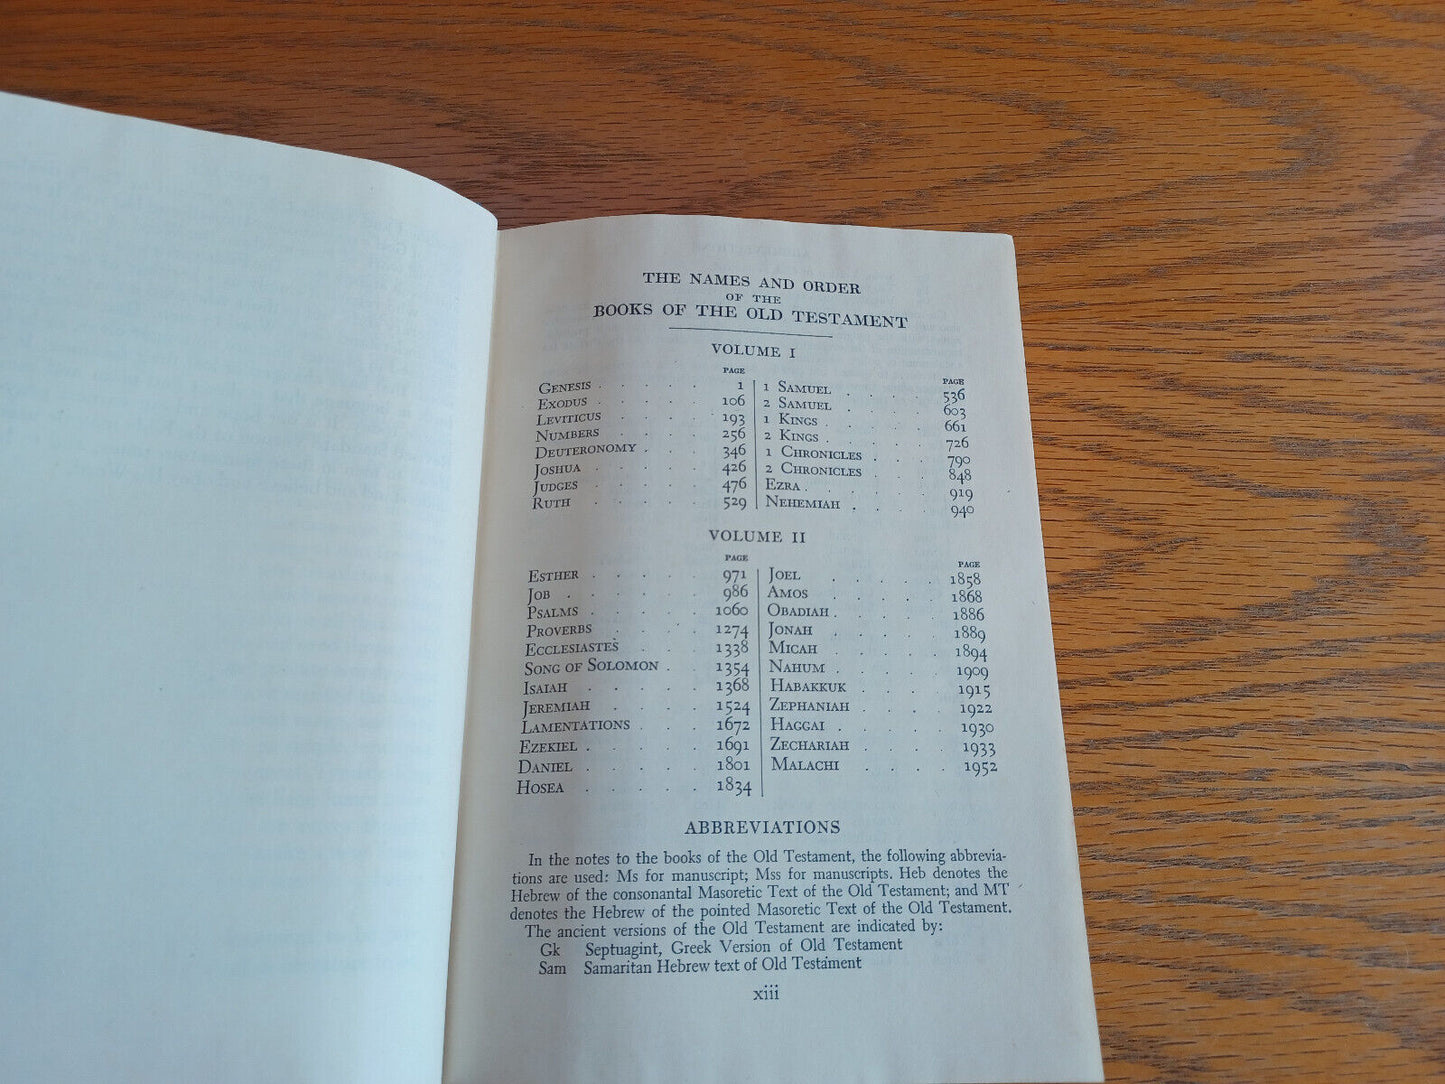 THE NAMES AND ORDER
OF THE
BOOKS OF THE OLD TESTAMENT
VOLUME I
PAGE
GENESIS . . . . . 1
EXODUS . . . . . 106
LEVITICUS . . . . 193
NUMBERS . . . . 256
DEUTERONOMY . . . 346
JOSHUA . . . . . 426
JUDGES . . . . . 476
RUTH . . . . . 529
PAGE
1 SAMUEL . . . . 536
2 SAMUEL . . . . 603
1 KINGS . . . . . 661
2 KINGS . . . . . 726
1 CHRONICLES . . . 790
2 CHRONICLES . . . 848
EZRA . . . . . 919
NEHEMIAH . . . . 940
VOLUME II
PAGE
ESTHER . . . . . 971
JOB . . . . . 986
PSALMS . . . . . 1060
PROVERBS . . . . 1274
ECCLESIASTES . . . 1338
SONG OF SOLOMON . . 1354
ISAIAH . . . . . 1368
JEREMIAH . . . . 1524
LAMENTATIONS . . . 1672
EZEKIEL . . . . . 1691
DANIEL . . . . . 1801
HOSEA . . . . . 1834
PAGE
JOEL . . . . . 1858
AMOS . . . . . 1868
OBADIAH . . . . . 1886
JONAH . . . . . 1889
MICAH . . . . . 1894
NAHUM . . . . . 1909
HABAKKUK . . . . 1915
ZEPHANIAH . . . . 1922
HAGGAI . . . . . 1930
ZECHARIAH . . . . 1933
MALACHI . . . . 1952
ABBREVIATIONS
In the notes to the books of the Old Testament, the following abbrevia-
tions are used: Ms for manuscript; Mss for manuscripts. Heb denotes the
Hebrew of the consonantal Masoretic Text of the Old Testament; and MT
denotes the Hebrew of the pointed Masoretic Text of the Old Testament.
The ancient versions of the Old Testament are indicated by:
Gk Septuagint, Greek Version of Old Testament
Sam Samaritan Hebrew text of Old Testament
xiii